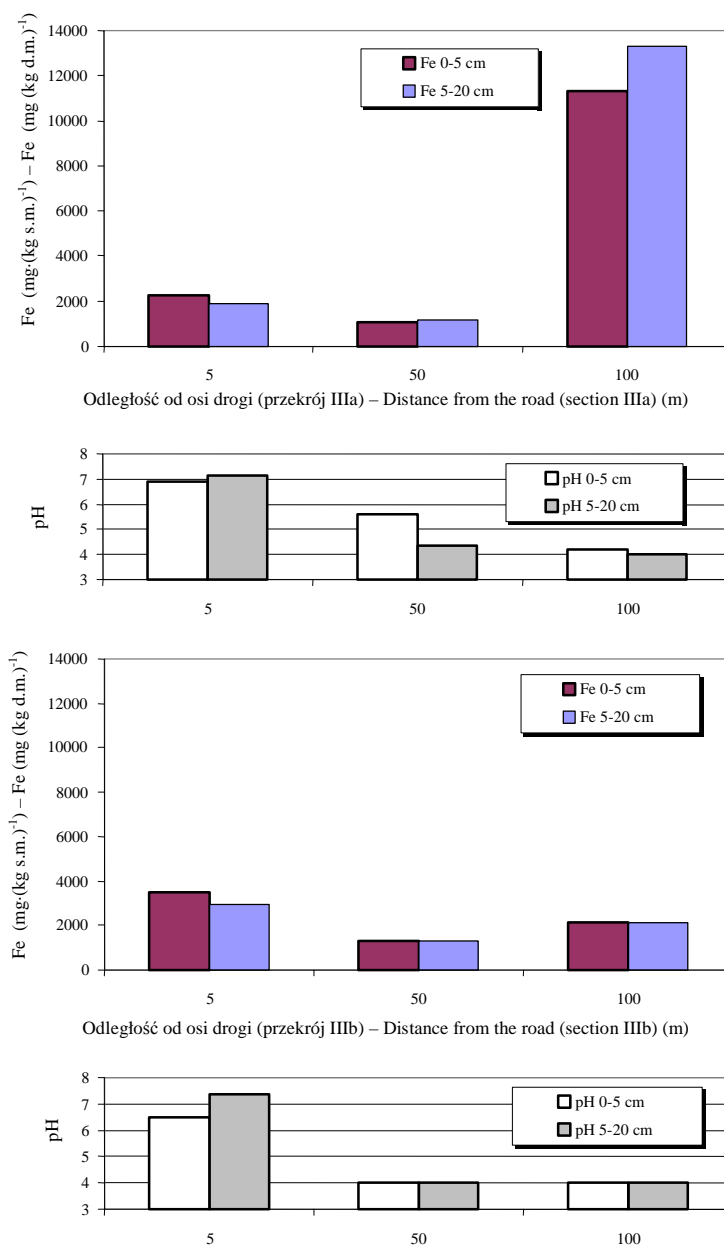 14000
12000
10000
8000
6000
4000
2000
0
Fe (mg·(kg s.m.)-1) – Fe (mg (kg d.m.)-1)
Fe 0-5 cm
Fe 5-20 cm
5 50 100
Odległość od osi drogi (przekrój IIIa) – Distance from the road (section IIIa) (m)
8
7
6
5
4
3
pH
pH 0-5 cm
pH 5-20 cm
5 50 100
14000
12000
10000
8000
6000
4000
2000
0
Fe (mg·(kg s.m.)-1) – Fe (mg (kg d.m.)-1)
Fe 0-5 cm
Fe 5-20 cm
5 50 100
Odległość od osi drogi (przekrój IIIb) – Distance from the road (section IIIb) (m)
8
7
6
5
4
3
pH
pH 0-5 cm
pH 5-20 cm
5 50 100